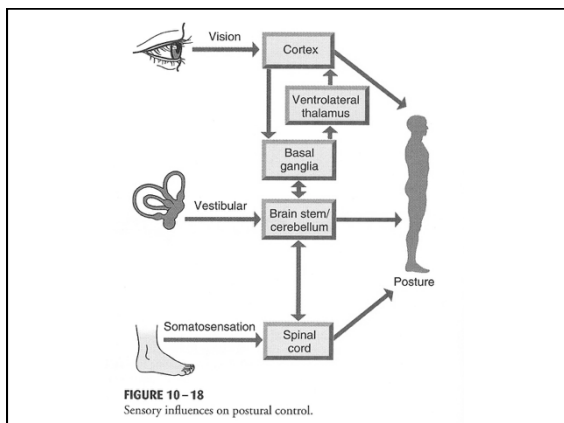 Vision
Cortex
Ventrolateral
thalamus
Basal
ganglia
Vestibular
Brain stem/
cerebellum
Posture
Somatosensation
Spinal
cord
FIGURE 10–18
Sensory influences on postural control.